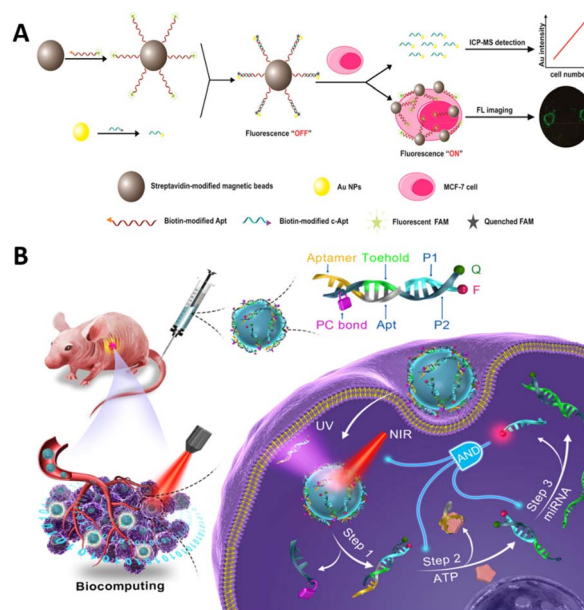 A
ICP-MS detection
Au intensity
cell number
Fluorescence "OFF"
FL imaging
Fluorescence "ON"
Streptavidin-modified magnetic beads
Au NPs
MCF-7 cell
Biotin-modified Apt
Biotin-modified c-Apt
Fluorescent FAM
Quenched FAM
B
Aptamer
Toehold
P1
Q
F
PC bond
Apt
P2
UV
NIR
AND
Step 1
Step 2
ATP
Step 3
miRNA
Biocomputing